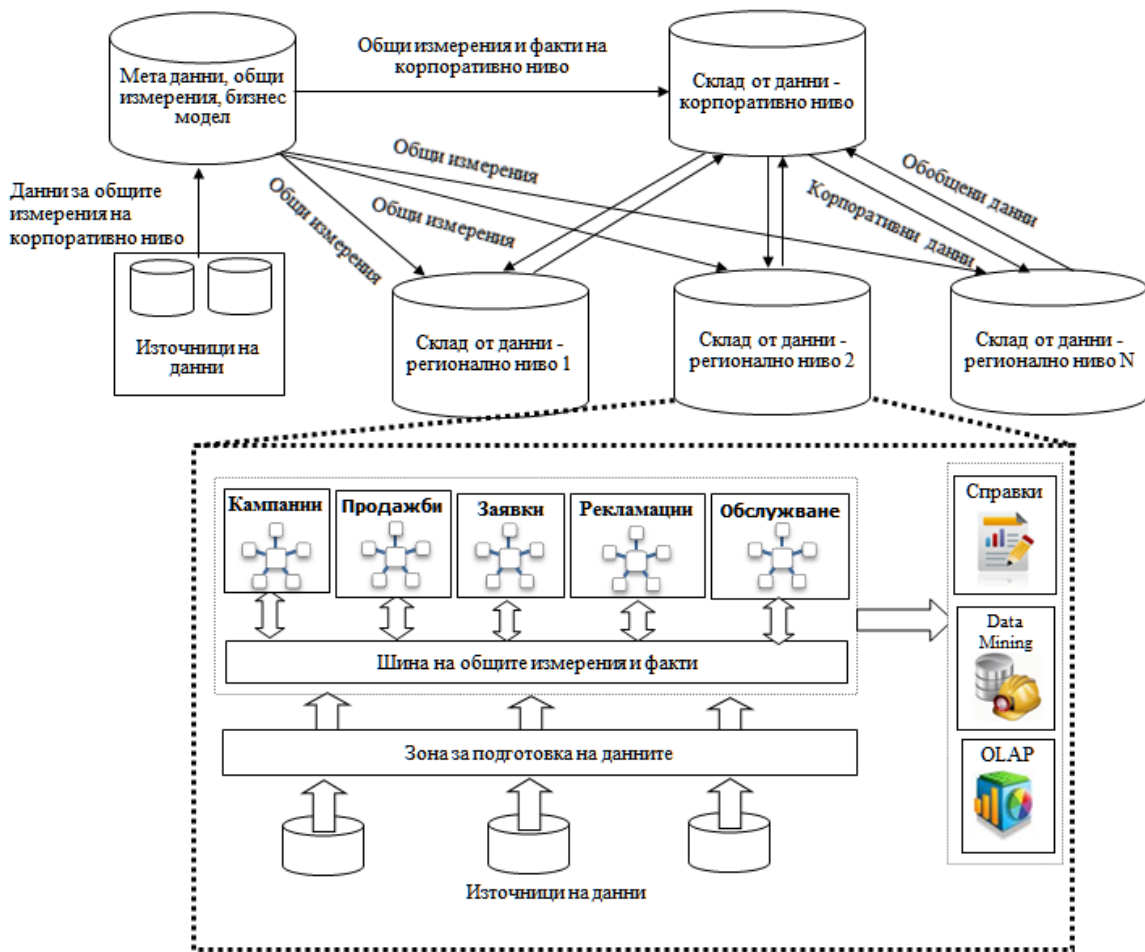 Общи измерения и факти на
корпоративно ниво
Мета данни, общи
измерения, бизнес
модел
Склад от данни -
корпоративно ниво
Данни за общите
измерения на
корпоративно ниво
Общи измерения
Общи измерения
Общи измерения
Корпоративни данни
Обобщени данни
Източници на
данни
Склад от данни -
регионално ниво 1
Склад от данни -
регионално ниво 2
Склад от данни -
регионално ниво N
Кампании
Продажби
Заявки
Рекламации
Обслужване
Справки
Data
Mining
OLAP
Шина на общите измерения и факти
Зона за подготовка на данните
Източници на данни